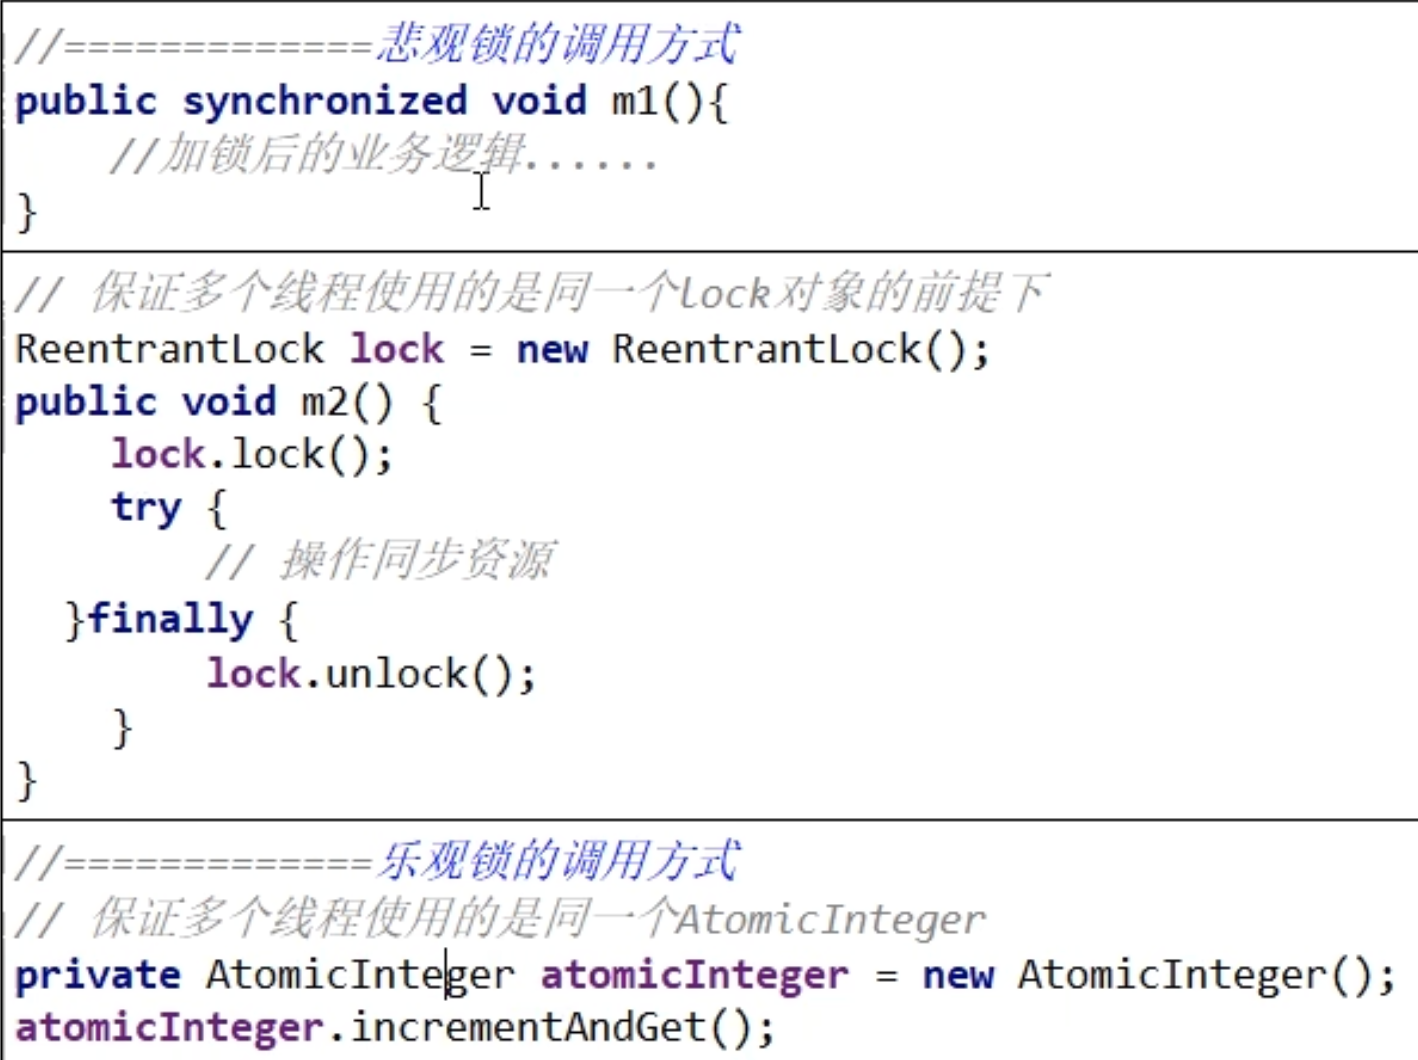 //=============悲观锁的调用方式
public synchronized void m1(){
    //加锁后的业务逻辑......
}
// 保证多个线程使用的是同一个lock对象的前提下
ReentrantLock lock = new ReentrantLock();
public void m2() {
    lock.lock();
    try {
        // 操作同步资源
  }finally {
        lock.unlock();
    }
}
//=============乐观锁的调用方式
// 保证多个线程使用的是同一个AtomicInteger
private AtomicInteger atomicInteger = new AtomicInteger();
atomicInteger.incrementAndGet();